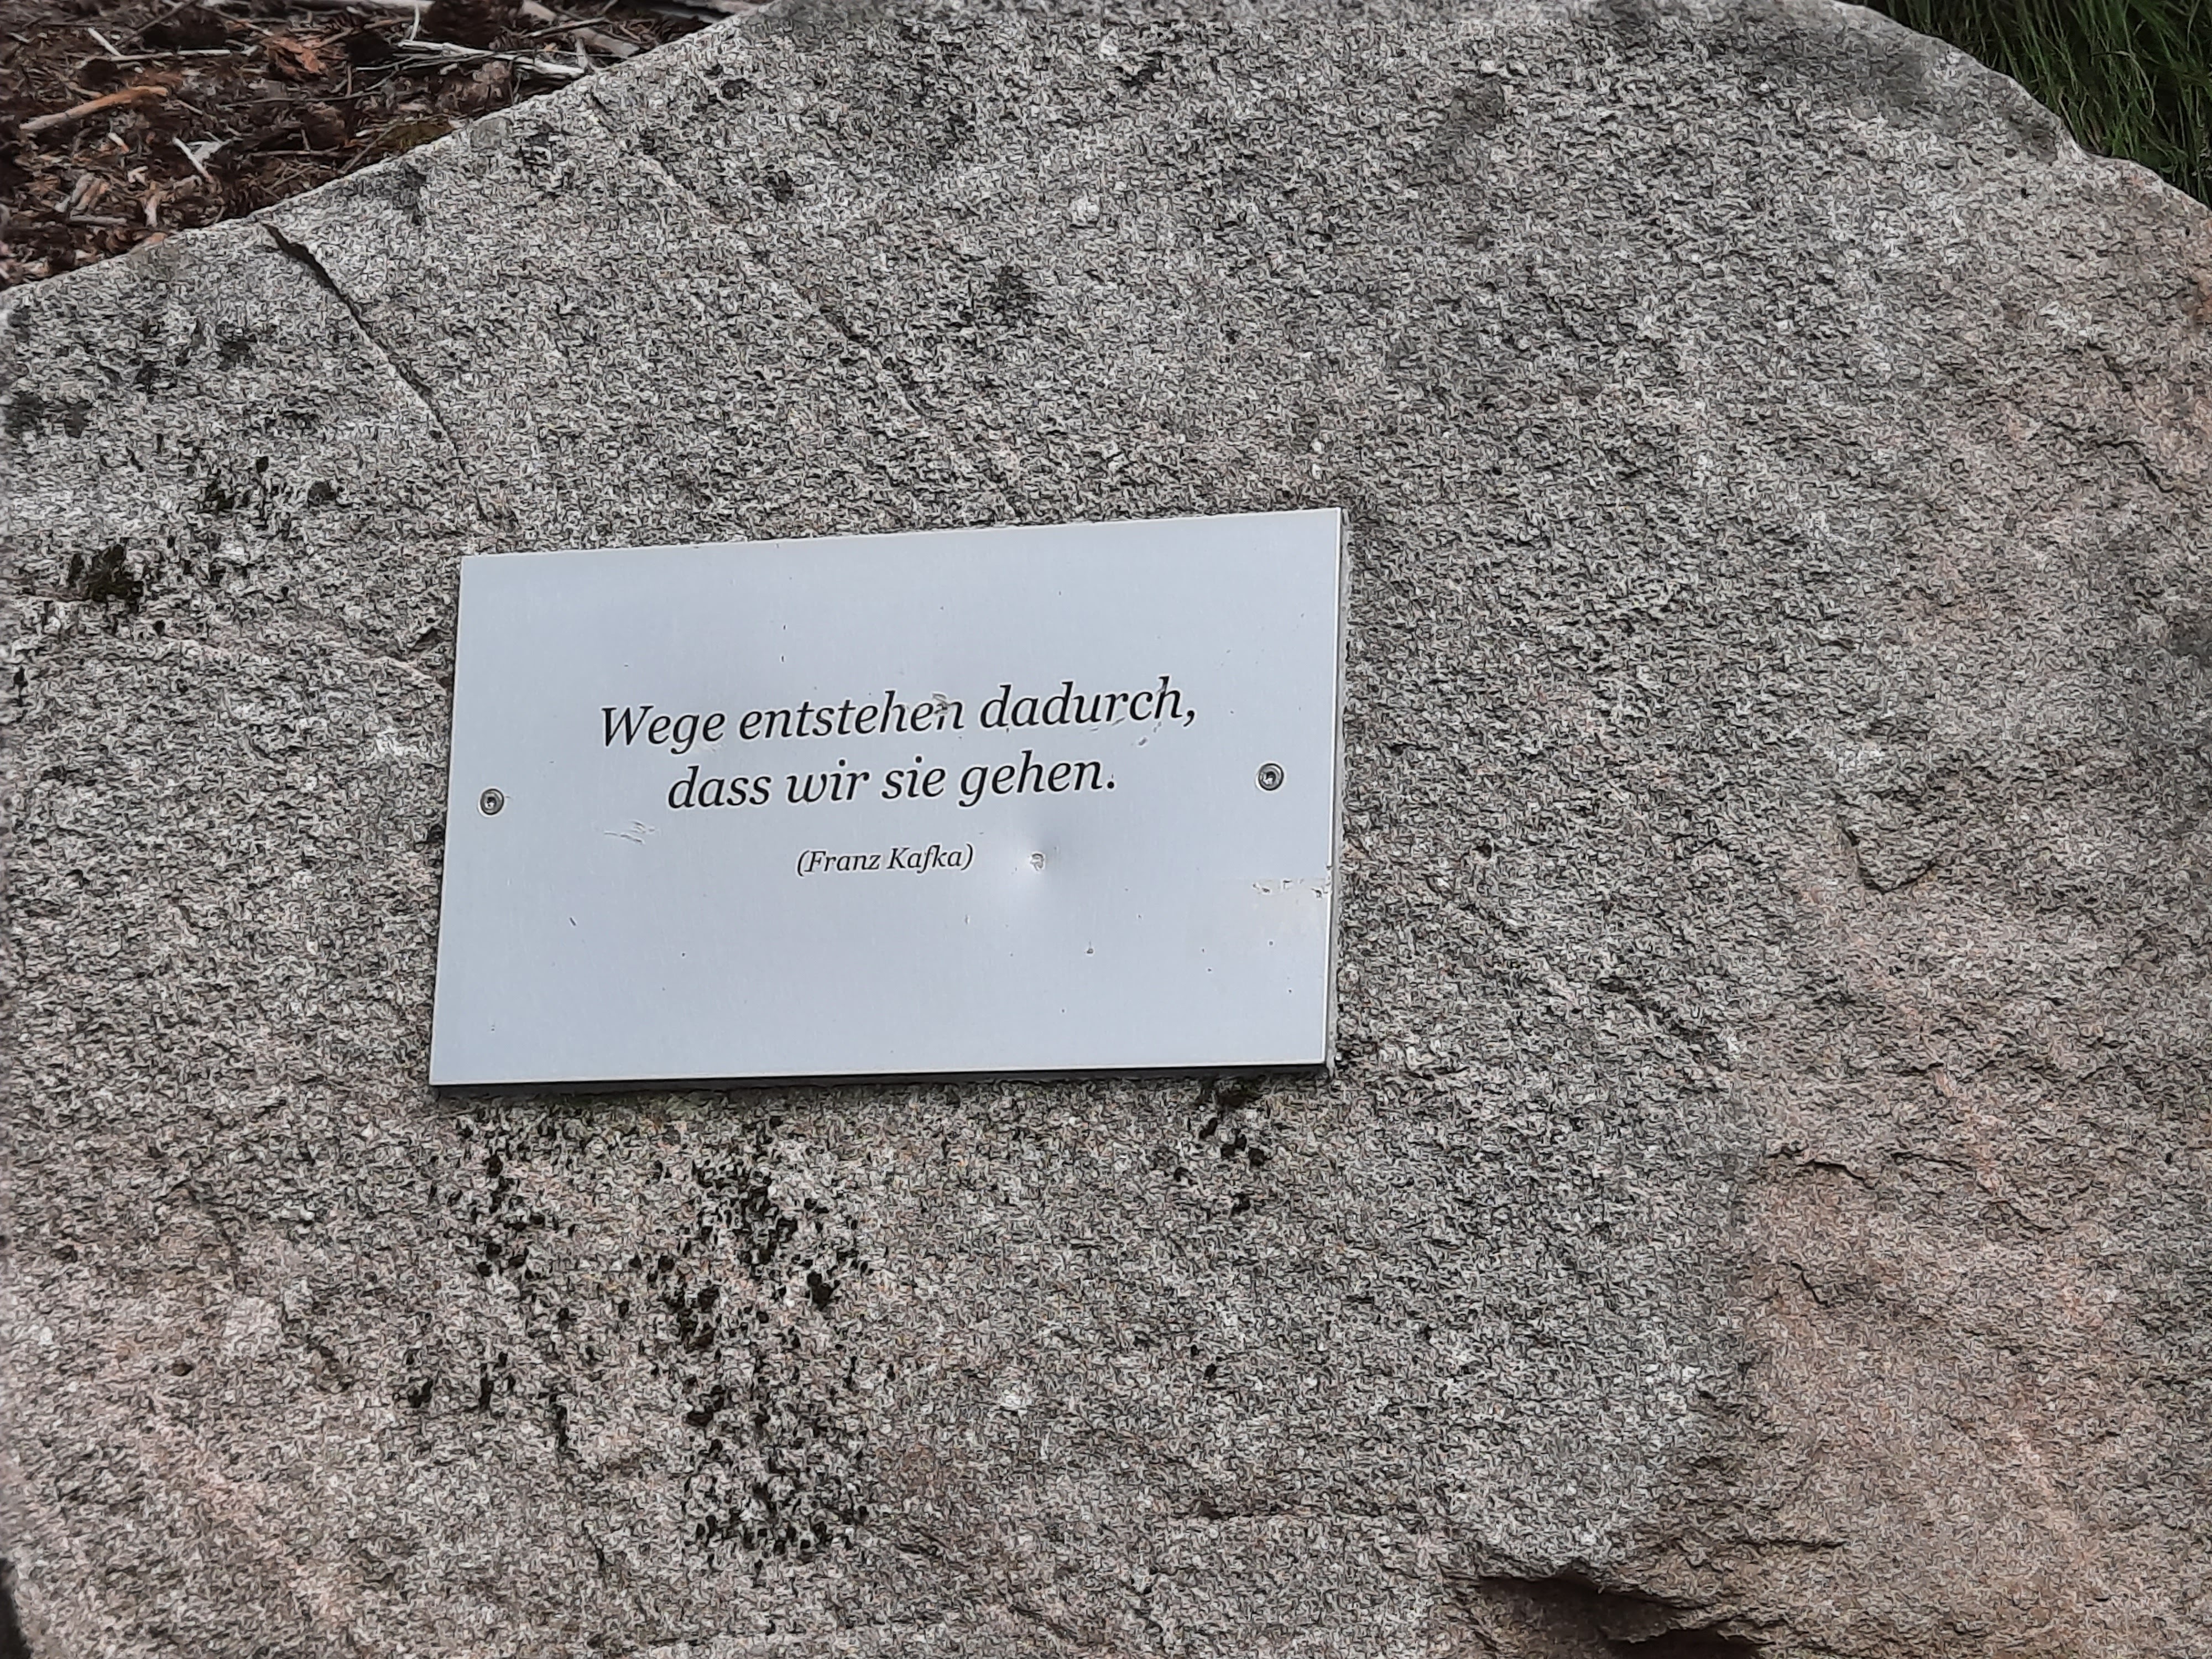 Wege entstehen dadurch,
dass wir sie gehen.
(Franz Kafka)